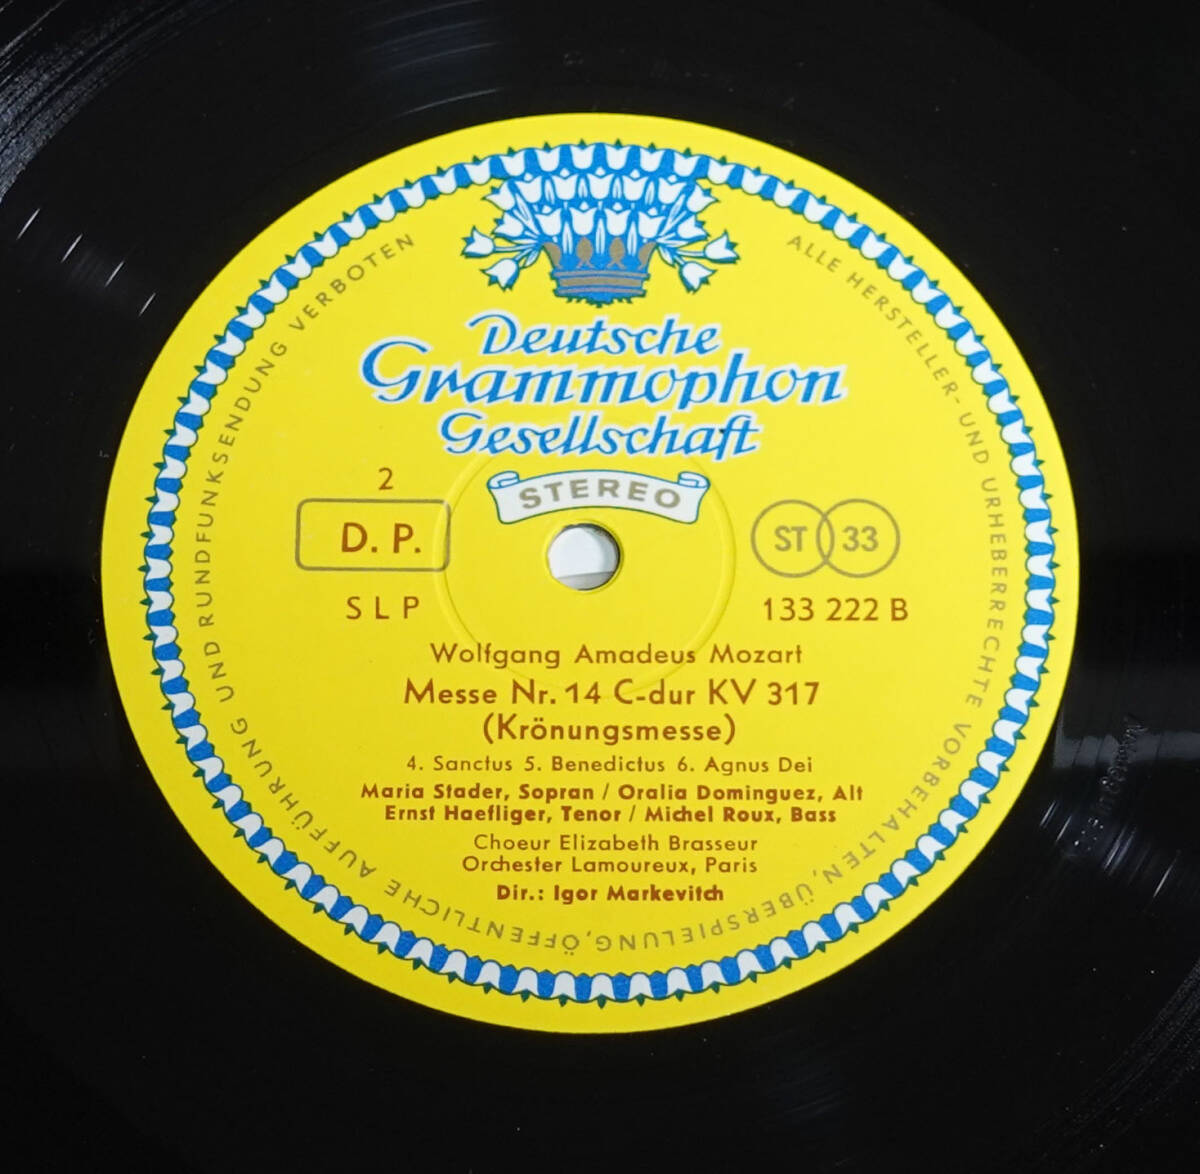 Deutsche
Grammophon
Gesellschaft
STEREO
2
D. P.
SLP
ST 33
133 222 B
Wolfgang Amadeus Mozart
Messe Nr. 14 C-dur KV 317
(Krönungsmesse)
4. Sanctus 5. Benedictus 6. Agnus Dei
Maria Stader, Sopran / Oralia Dominguez, Alt
Ernst Haefliger, Tenor / Michel Roux, Bass
Choeur Elizabeth Brasseur
Orchester Lamoureux, Paris
Dir.: Igor Markevitch
ALLE HERSTELLER- UND URHEBERRECHTE VORBEHALTEN, ÜBERSPIELUNG, ÖFFENTLICHE AUFFÜHRUNG UND RUNDFUNKSENDUNG VERBOTEN